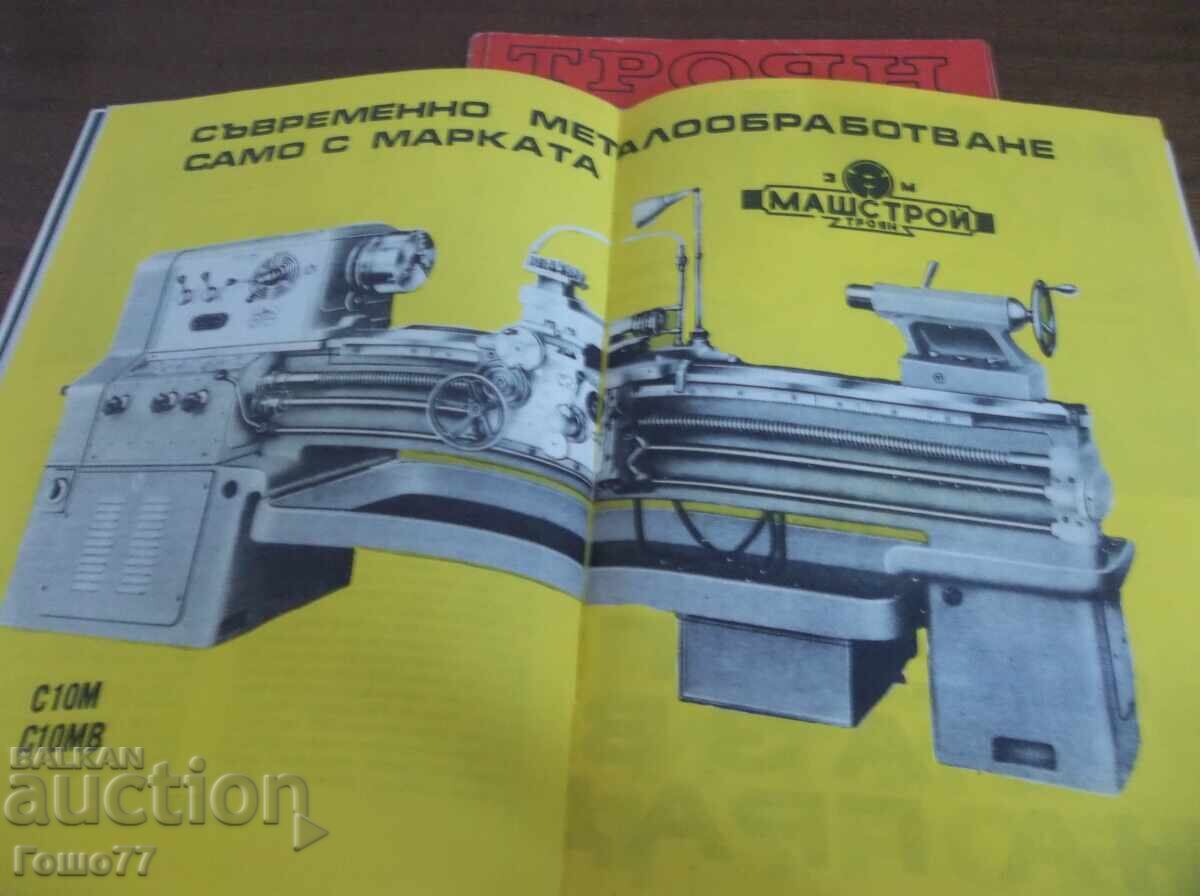 ТРОЯН
СЪВРЕМЕННО МЕТАЛООБРАБОТВАНЕ
САМО С МАРКАТА
З М
МАШСТРОЙ
ТРОЯН
С10М
С10МВ
BALKAN
auction
Гошо77